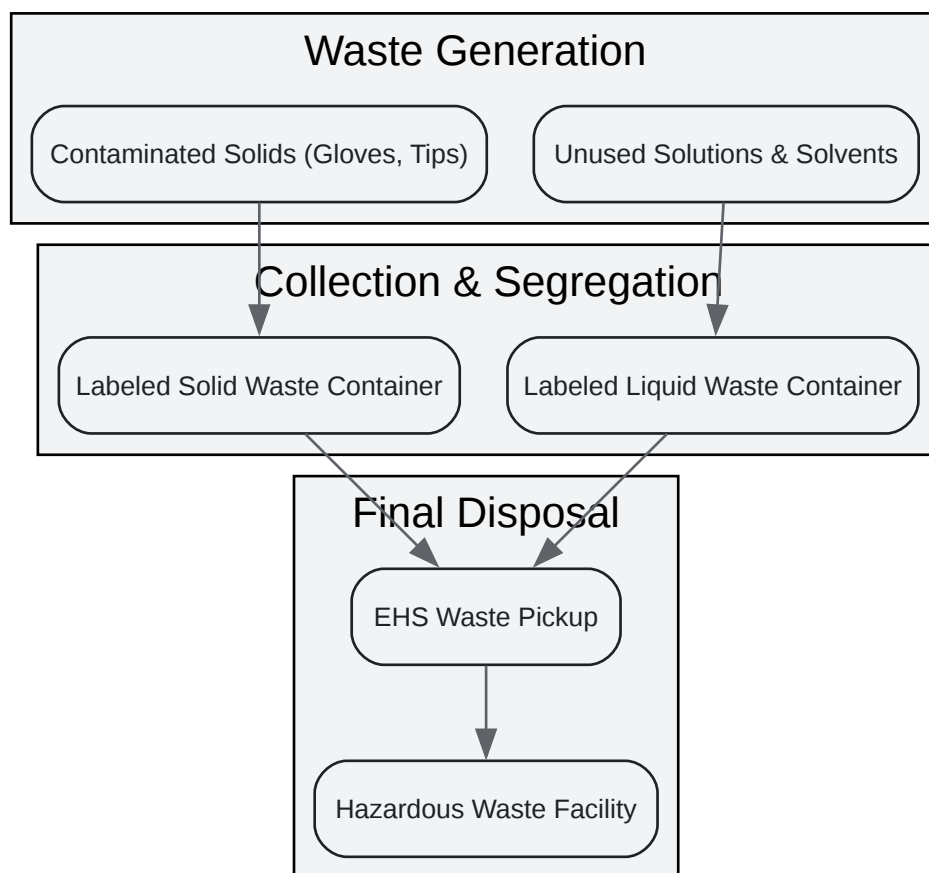 Waste Generation
Contaminated Solids (Gloves, Tips)
Unused Solutions & Solvents
Collection & Segregation
Labeled Solid Waste Container
Labeled Liquid Waste Container
Final Disposal
EHS Waste Pickup
Hazardous Waste Facility